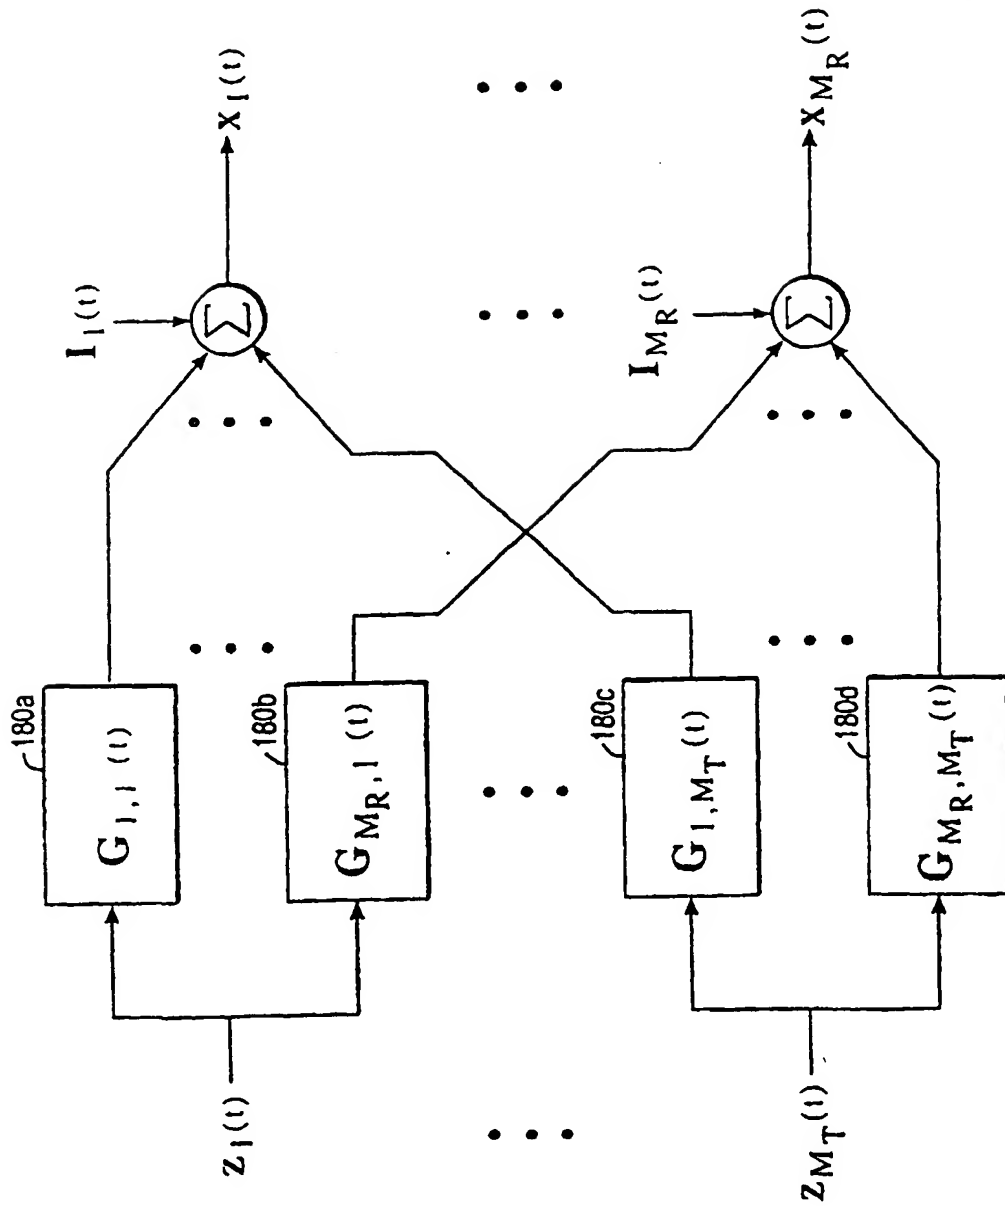 180a
G1,1 (t)
180b
GMR,1 (t)
180c
G1,MT (t)
180d
GMR,MT (t)
z1(t)
zMT(t)
I1(t)
Σ
x1(t)
IMR(t)
Σ
xMR(t)